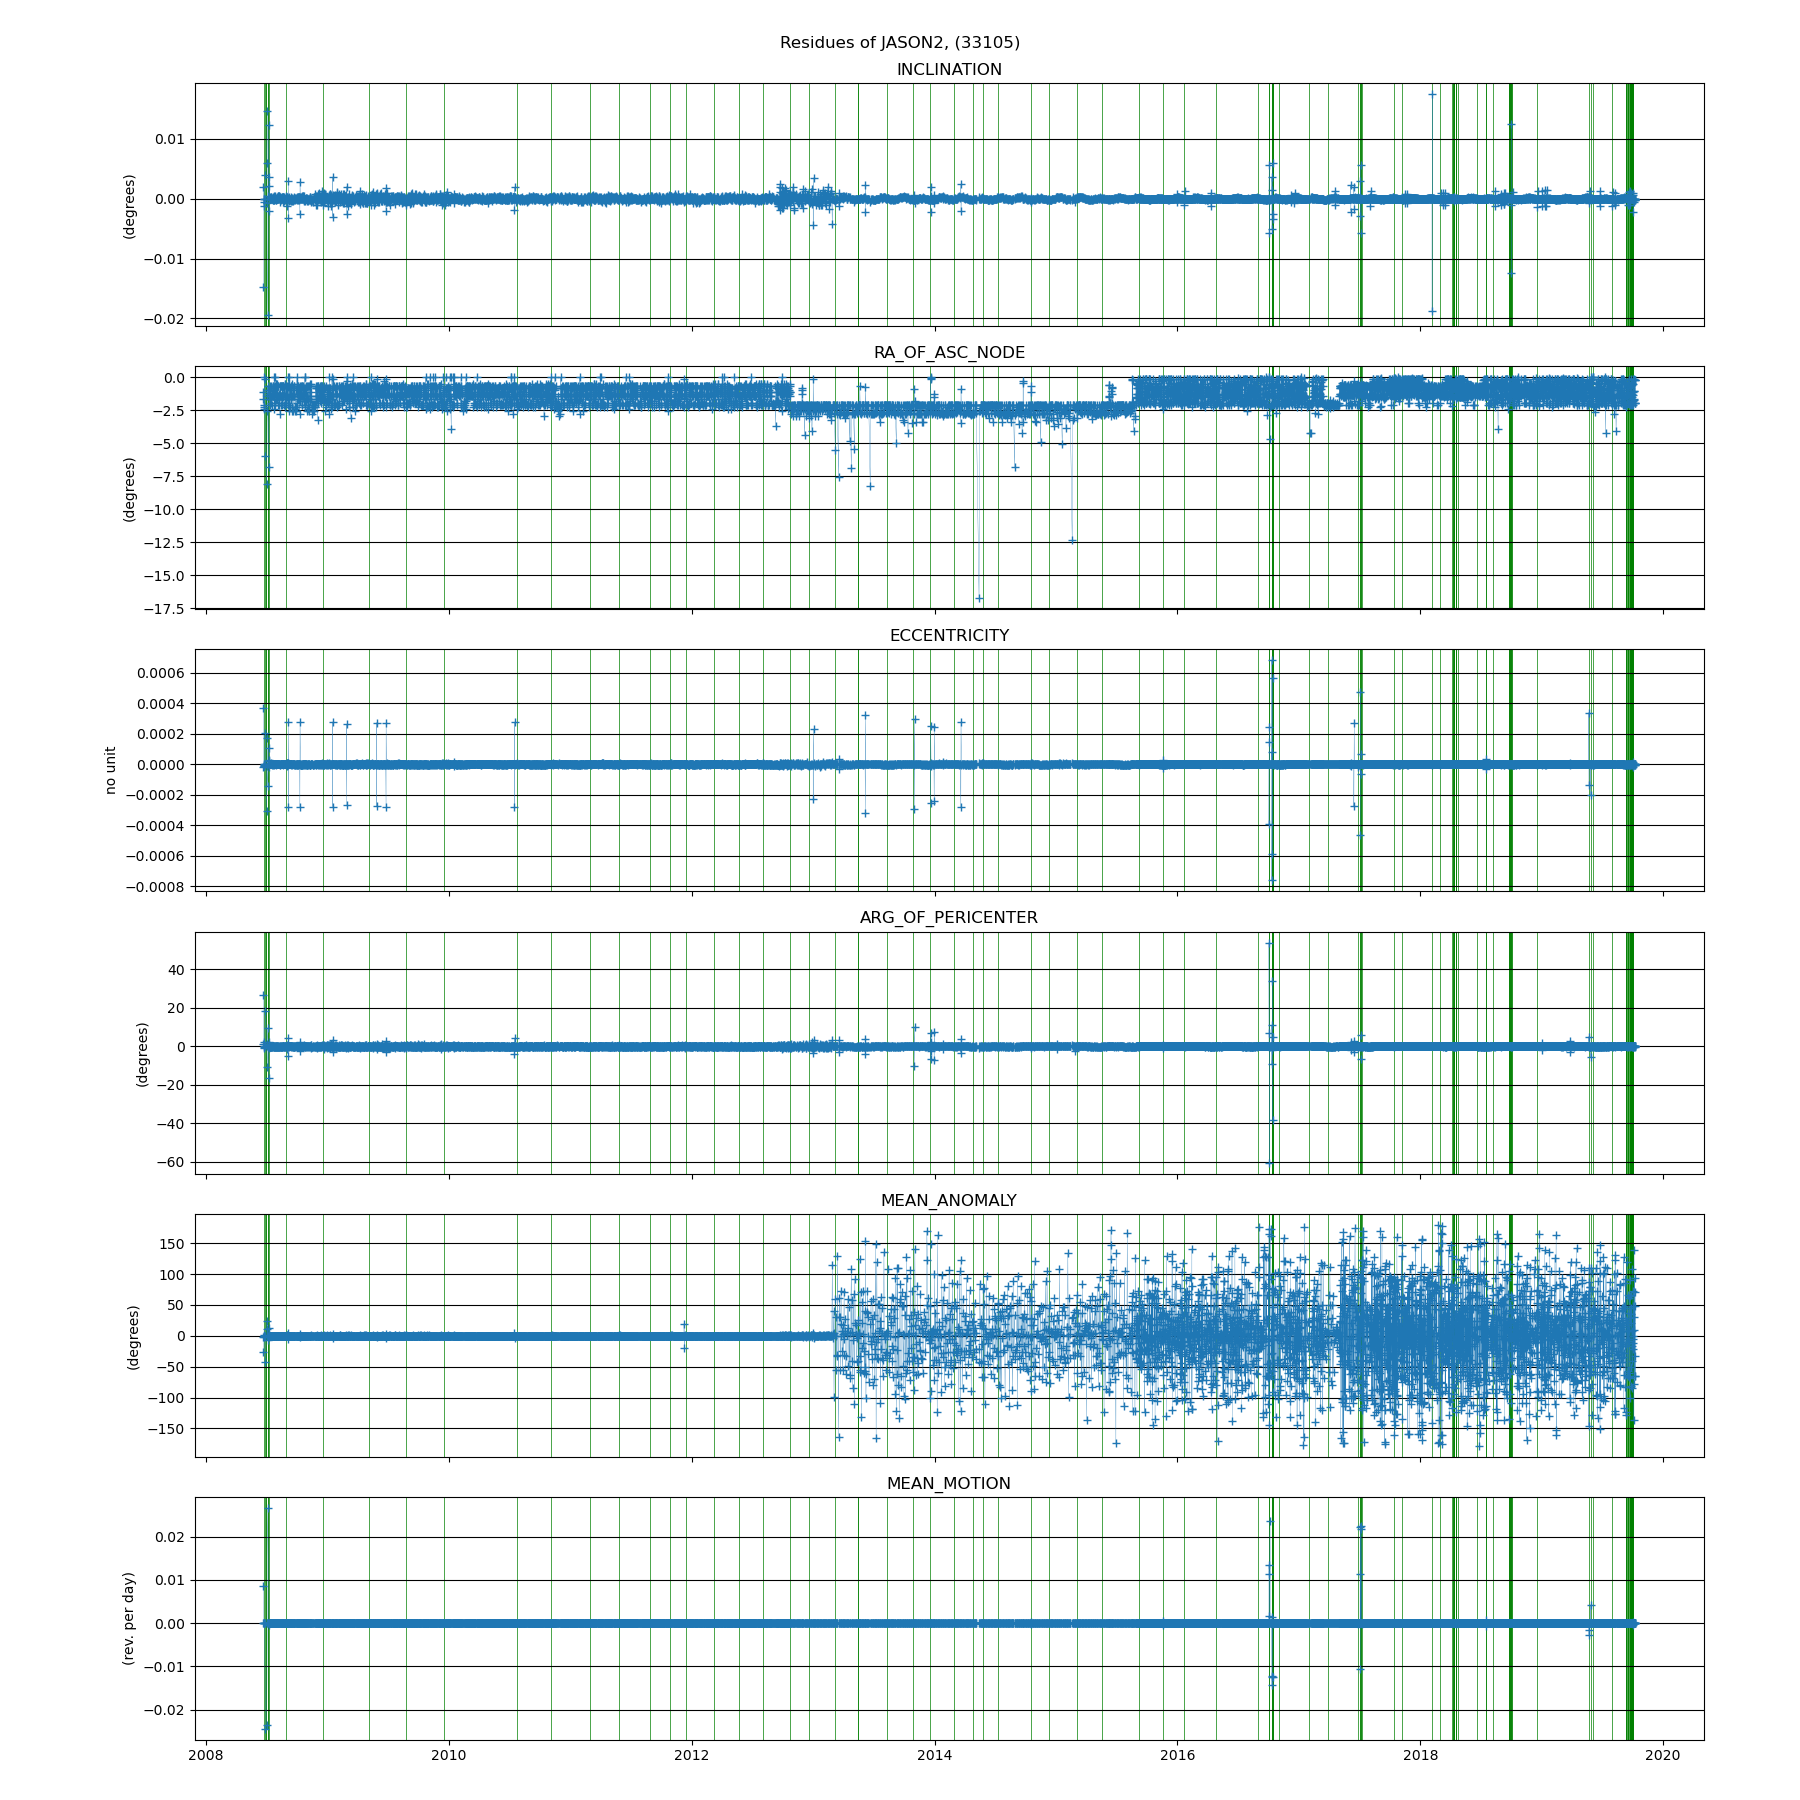 Residues of JASON2, (33105)
INCLINATION
0.01
0.00
−0.01
−0.02
(degrees)
RA_OF_ASC_NODE
0.0
−2.5
−5.0
−7.5
−10.0
−12.5
−15.0
−17.5
(degrees)
ECCENTRICITY
0.0006
0.0004
0.0002
0.0000
−0.0002
−0.0004
−0.0006
−0.0008
no unit
ARG_OF_PERICENTER
40
20
0
−20
−40
−60
(degrees)
MEAN_ANOMALY
150
100
50
0
−50
−100
−150
(degrees)
MEAN_MOTION
0.02
0.01
0.00
−0.01
−0.02
(rev. per day)
2008 2010 2012 2014 2016 2018 2020